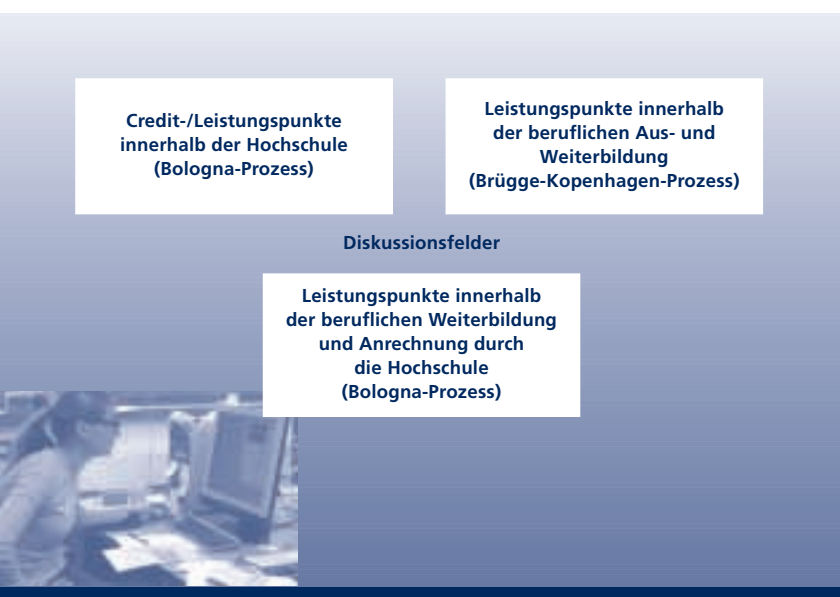 Credit-/Leistungspunkte
innerhalb der Hochschule
(Bologna-Prozess)
Leistungspunkte innerhalb
der beruflichen Aus- und
Weiterbildung
(Brügge-Kopenhagen-Prozess)
Diskussionsfelder
Leistungspunkte innerhalb
der beruflichen Weiterbildung
und Anrechnung durch
die Hochschule
(Bologna-Prozess)